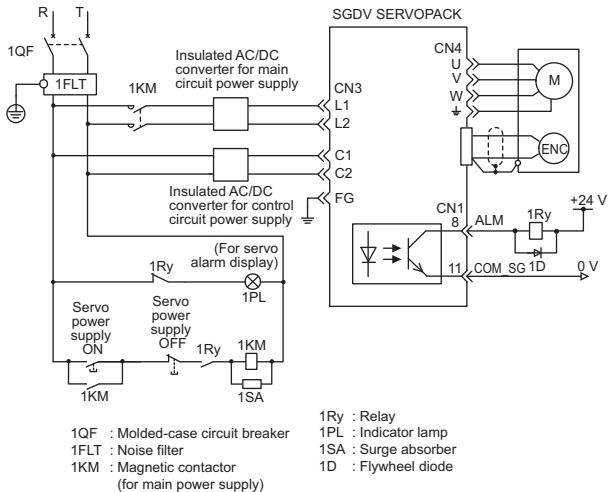 R T
SGDV SERVOPACK
1QF
Insulated AC/DC
converter for main
circuit power supply
CN4
U
V
W
M
1FLT
1KM
CN3
L1
L2
C1
C2
ENC
Insulated AC/DC
converter for control
circuit power supply
FG
CN1
8 ALM
1Ry
+24 V
(For servo
alarm display)
1Ry
1PL
11 COM_SG
1D
0 V
Servo
power
supply
ON
Servo
power
supply
OFF
1Ry
1KM
1KM
1SA
1QF : Molded-case circuit breaker
1FLT : Noise filter
1KM : Magnetic contactor
(for main power supply)
1Ry : Relay
1PL : Indicator lamp
1SA : Surge absorber
1D : Flywheel diode